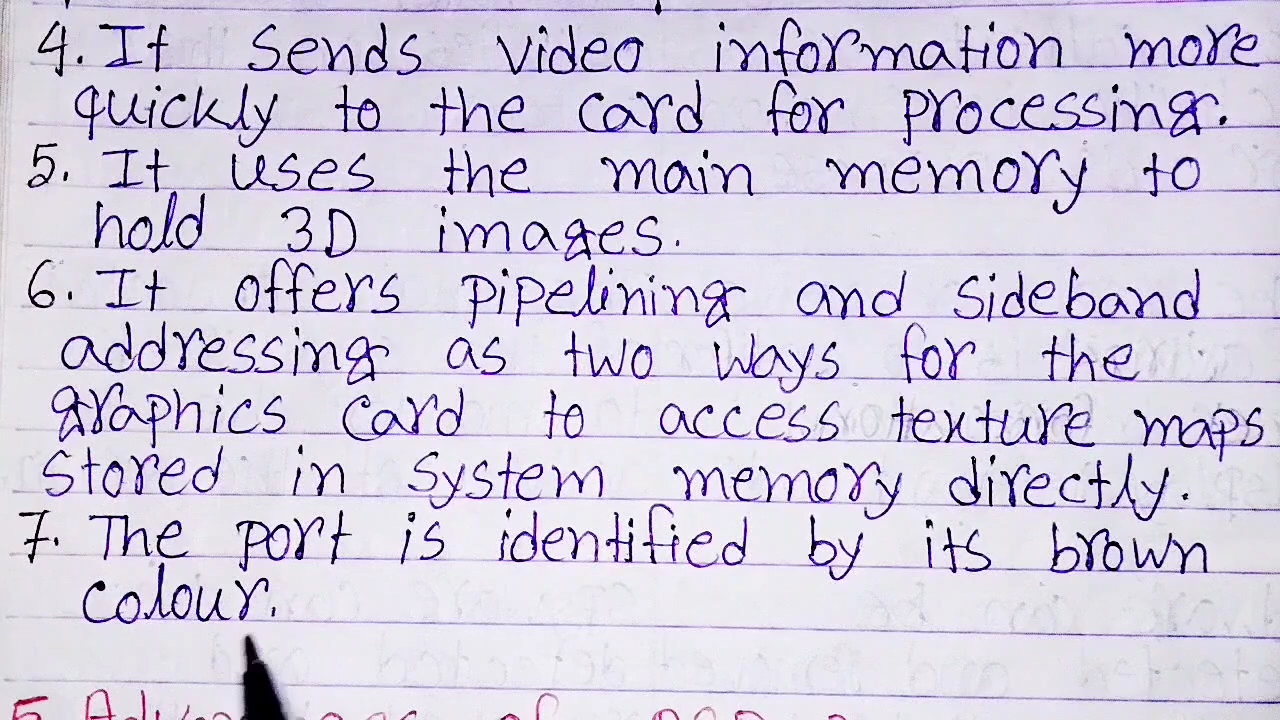 4. It sends video information more
quickly to the card for processing.
5. It uses the main memory to
hold 3D images.
6. It offers pipelining and sideband
addressing as two ways for the
graphics card to access texture maps
stored in system memory directly.
7. The port is identified by its brown
colour.
5. of